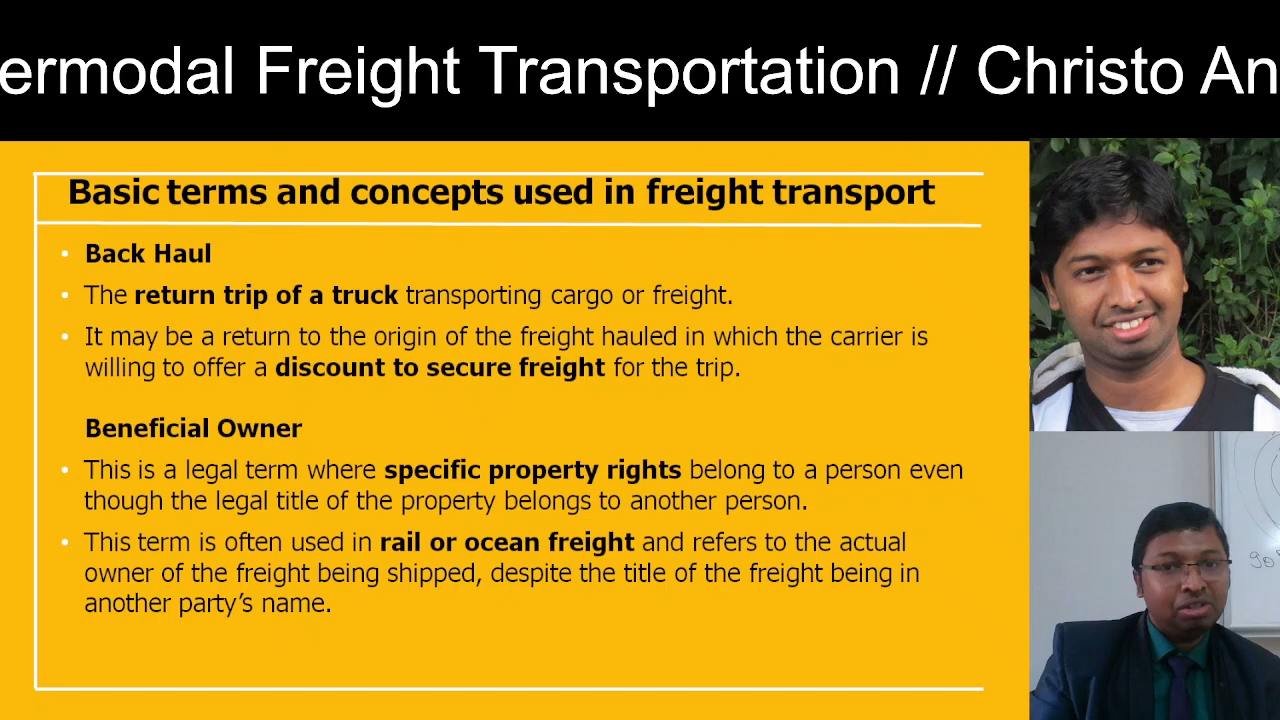 ermodal Freight Transportation // Christo An
Basic terms and concepts used in freight transport
• Back Haul
• The return trip of a truck transporting cargo or freight.
• It may be a return to the origin of the freight hauled in which the carrier is
willing to offer a discount to secure freight for the trip.
Beneficial Owner
• This is a legal term where specific property rights belong to a person even
though the legal title of the property belongs to another person.
• This term is often used in rail or ocean freight and refers to the actual
owner of the freight being shipped, despite the title of the freight being in
another party's name.